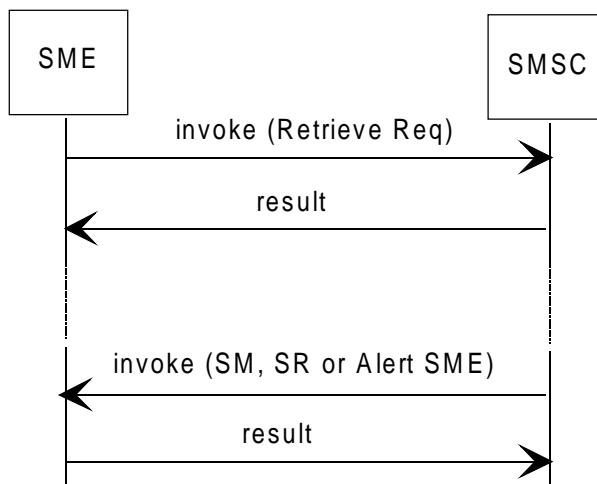 SME
SMSC
invoke (Retrieve Req)
result
invoke (SM, SR or Alert SME)
result